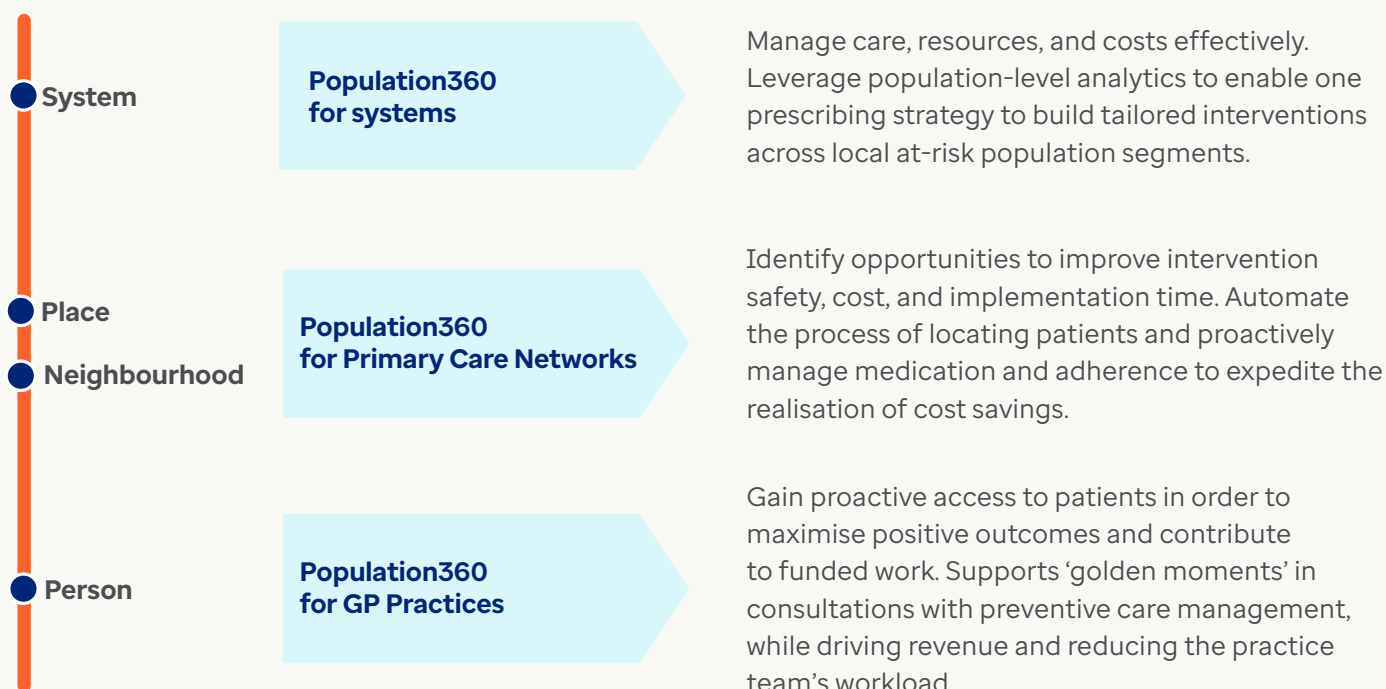 System
Population360
for systems
Manage care, resources, and costs effectively.
Leverage population-level analytics to enable one
prescribing strategy to build tailored interventions
across local at-risk population segments.
Place
Neighbourhood
Population360
for Primary Care Networks
Identify opportunities to improve intervention
safety, cost, and implementation time. Automate
the process of locating patients and proactively
manage medication and adherence to expedite the
realisation of cost savings.
Person
Population360
for GP Practices
Gain proactive access to patients in order to
maximise positive outcomes and contribute
to funded work. Supports ‘golden moments’ in
consultations with preventive care management,
while driving revenue and reducing the practice
team’s workload